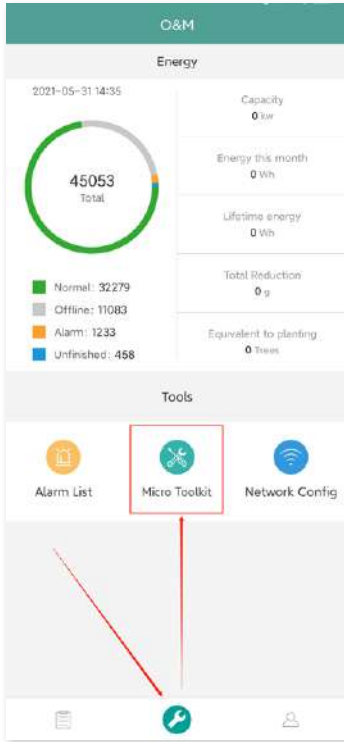 O&M
Energy
2021-05-31 14:35
45053
Total
Normal: 32279
Offline: 11083
Alarm: 1233
Unfinished: 458
Capacity
0 kw
Energy this month
0 Wh
Lifetime energy
0 Wh
Total Reduction
0 g
Equivalent to planting
0 Trees
Tools
Alarm List
Micro Toolkit
Network Config